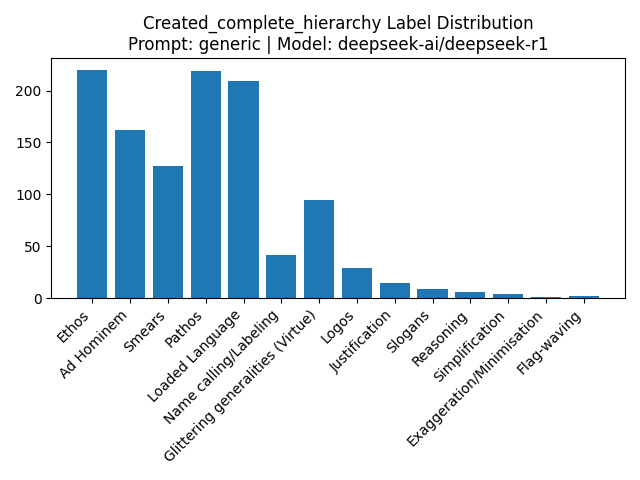 Created_complete_hierarchy Label Distribution
Prompt: generic | Model: deepseek-ai/deepseek-r1
200
150
100
50
0
Ethos
Ad Hominem
Smears
Pathos
Loaded Language
Name calling/Labeling
Glittering generalities (Virtue)
Logos
Justification
Slogans
Reasoning
Simplification
Exaggeration/Minimisation
Flag-waving